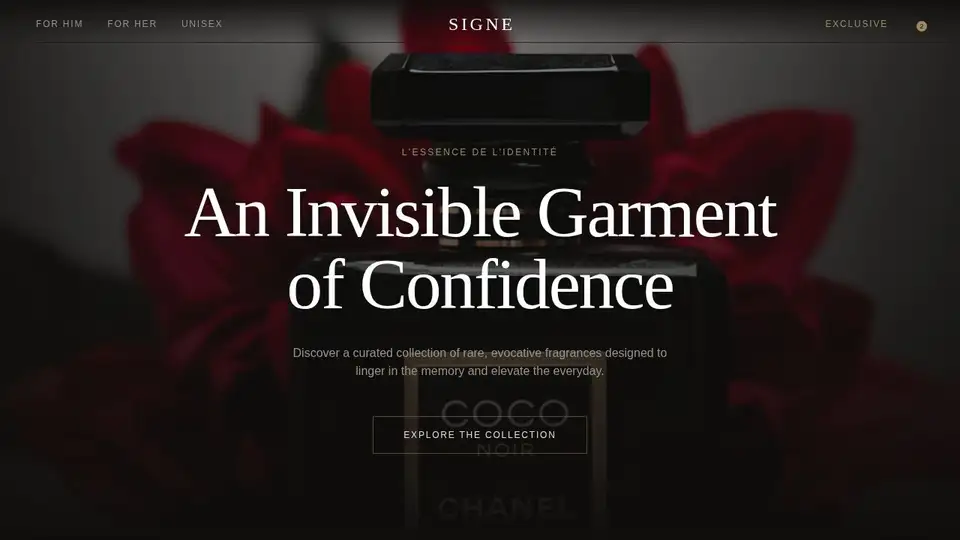 FOR HIM FOR HER UNISEX SIGNE EXCLUSIVE 2
L'ESSENCE DE L'IDENTITÉ
An Invisible Garment
of Confidence
Discover a curated collection of rare, evocative fragrances designed to
linger in the memory and elevate the everyday.
COCO
EXPLORE THE COLLECTION
NOIR
CHANEL